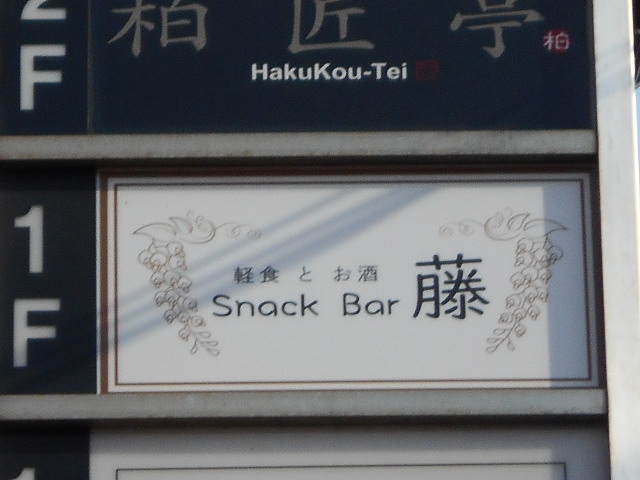 2F
柏匠亭
柏
HakuKou-Tei
1F
軽食 と お酒
Snack Bar 藤